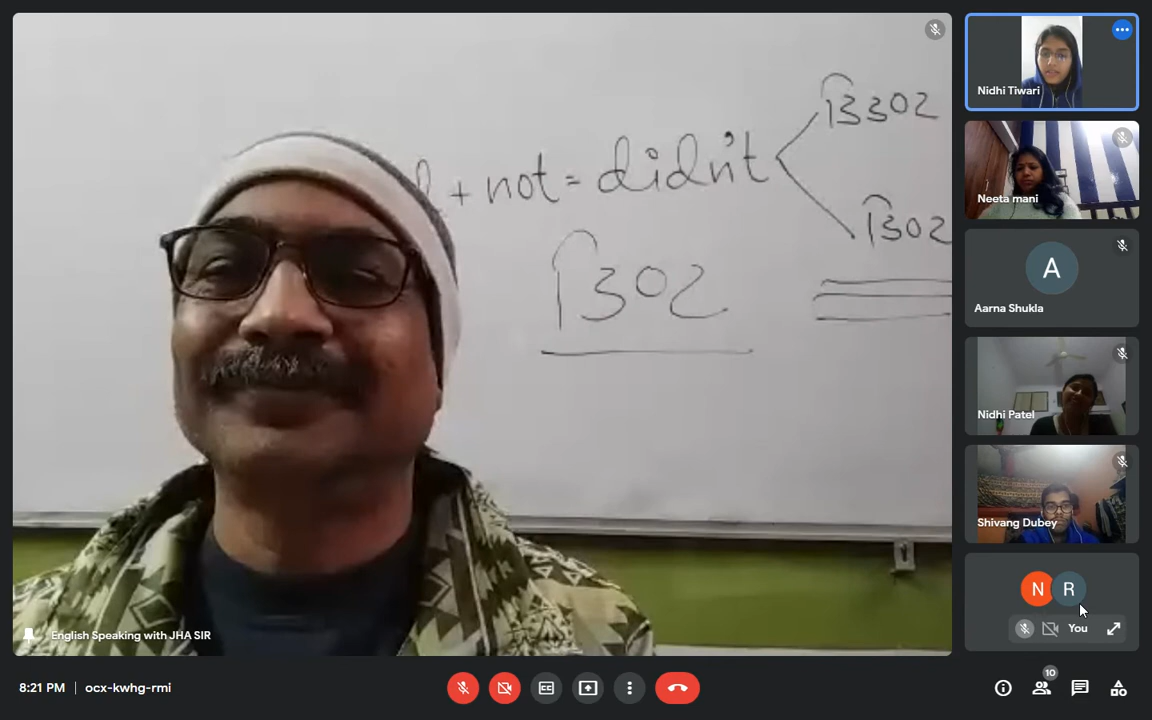 + not = didn't
English Speaking with JHA SIR
Nidhi Tiwari
Neeta mani
A
Aarna Shukla
Nidhi Patel
Shivang Dubey
N R
You
8:21 PM | ocx-kwhg-rmi
10